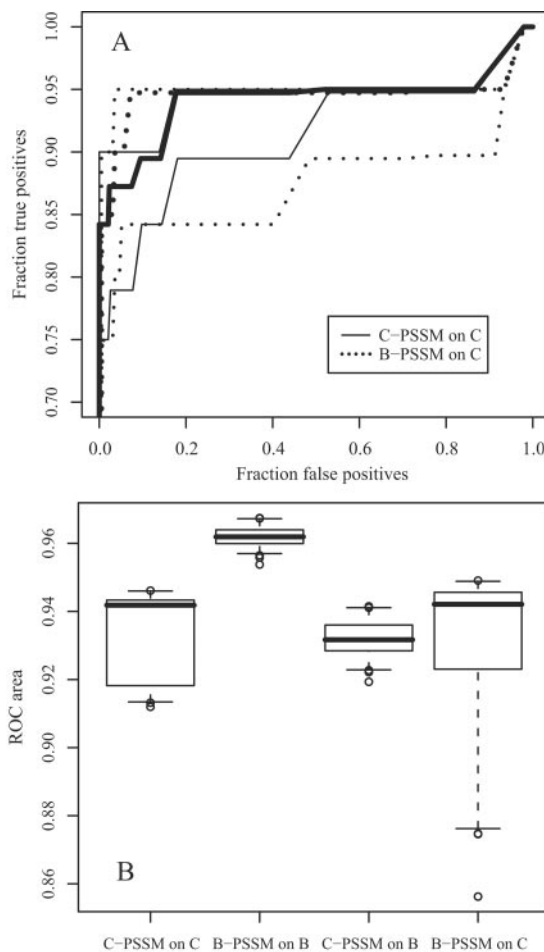 A
Fraction true positives
1.00
0.95
0.90
0.85
0.80
0.75
0.70
C−PSSM on C
B−PSSM on C
0.0 0.2 0.4 0.6 0.8 1.0
Fraction false positives
ROC area
0.96
0.94
0.92
0.90
0.88
0.86
B
C−PSSM on C B−PSSM on B C−PSSM on B B−PSSM on C